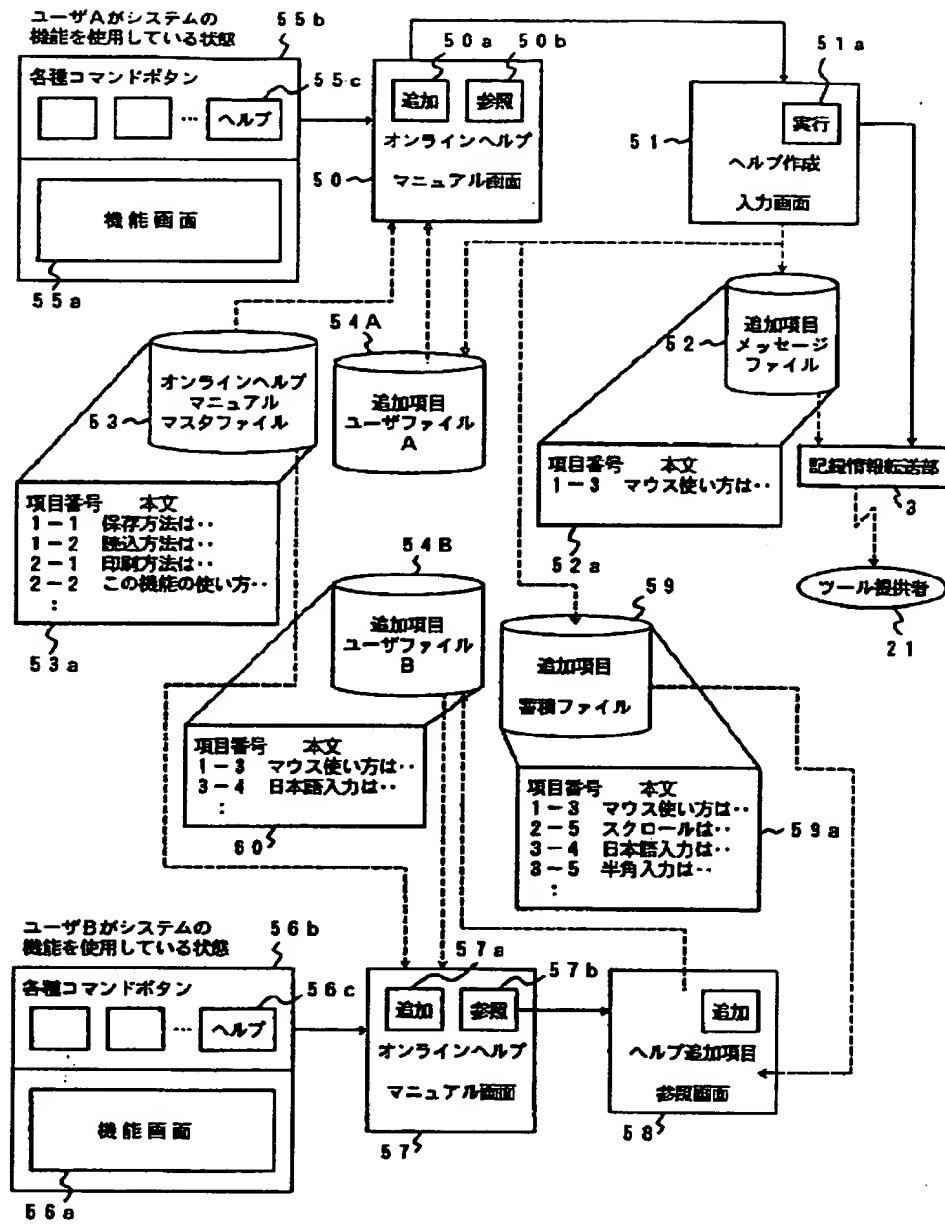 ユーザAがシステムの
機能を使用している状態
55b
各種コマンドボタン
55c
… ヘルプ
機能画面
55a
50a
50b
追加
参照
オンラインヘルプ
マニュアル画面
50
51a
実行
51
ヘルプ作成
入力画面
53
オンラインヘルプ
マニュアル
マスタファイル
54A
追加項目
ユーザファイル
A
52
追加項目
メッセージ
ファイル
項目番号 本文
1-3 マウス使い方は‥
52a
記録情報転送部
3
ツール提供者
21
項目番号 本文
1-1 保存方法は‥
1-2 読込方法は‥
2-1 印刷方法は‥
2-2 この機能の使い方‥
:
53a
54B
追加項目
ユーザファイル
B
項目番号 本文
1-3 マウス使い方は‥
3-4 日本語入力は‥
:
60
59
追加項目
蓄積ファイル
項目番号 本文
1-3 マウス使い方は‥
2-5 スクロールは‥
3-4 日本語入力は‥
3-5 半角入力は‥
:
59a
ユーザBがシステムの
機能を使用している状態
56b
各種コマンドボタン
56c
… ヘルプ
機能画面
56a
57a
57b
追加
参照
オンラインヘルプ
マニュアル画面
57
追加
ヘルプ追加項目
参照画面
58